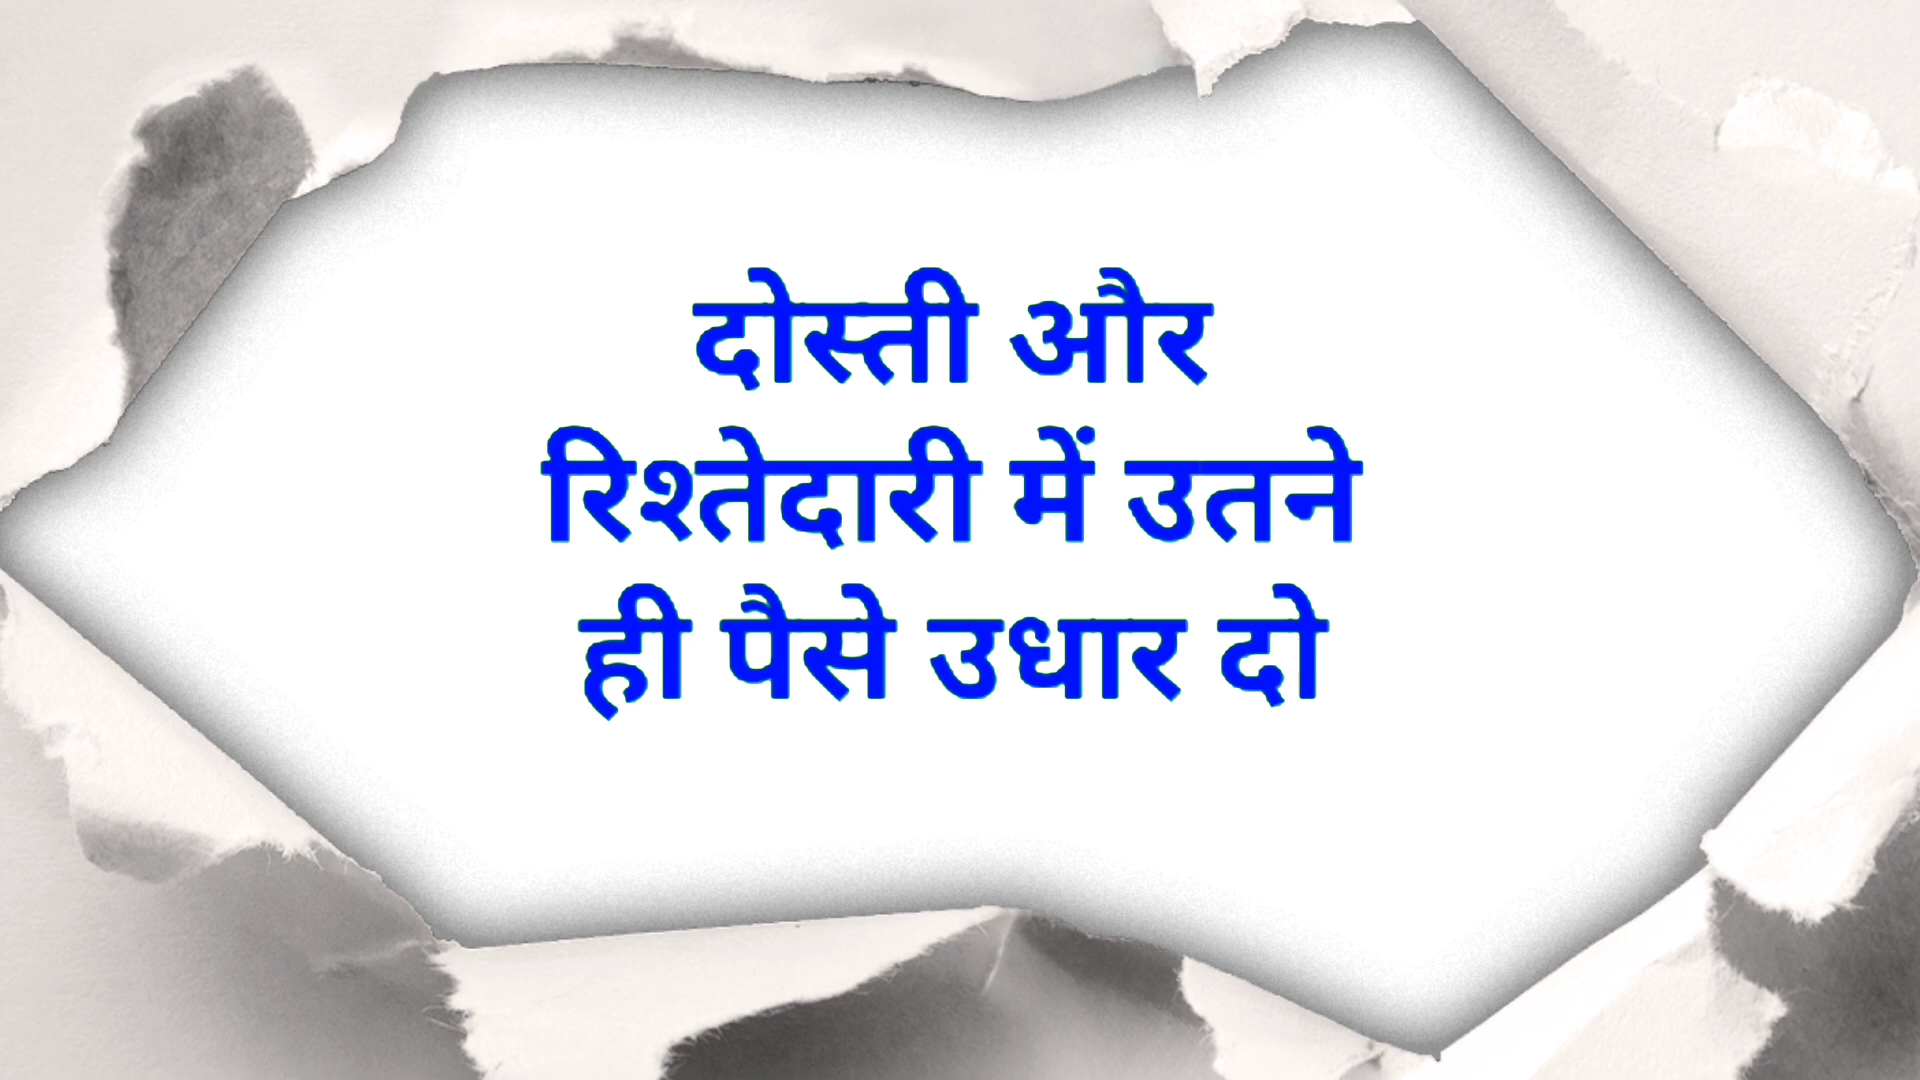 दोस्ती और
रिश्तेदारी में उतने
ही पैसे उधार दो